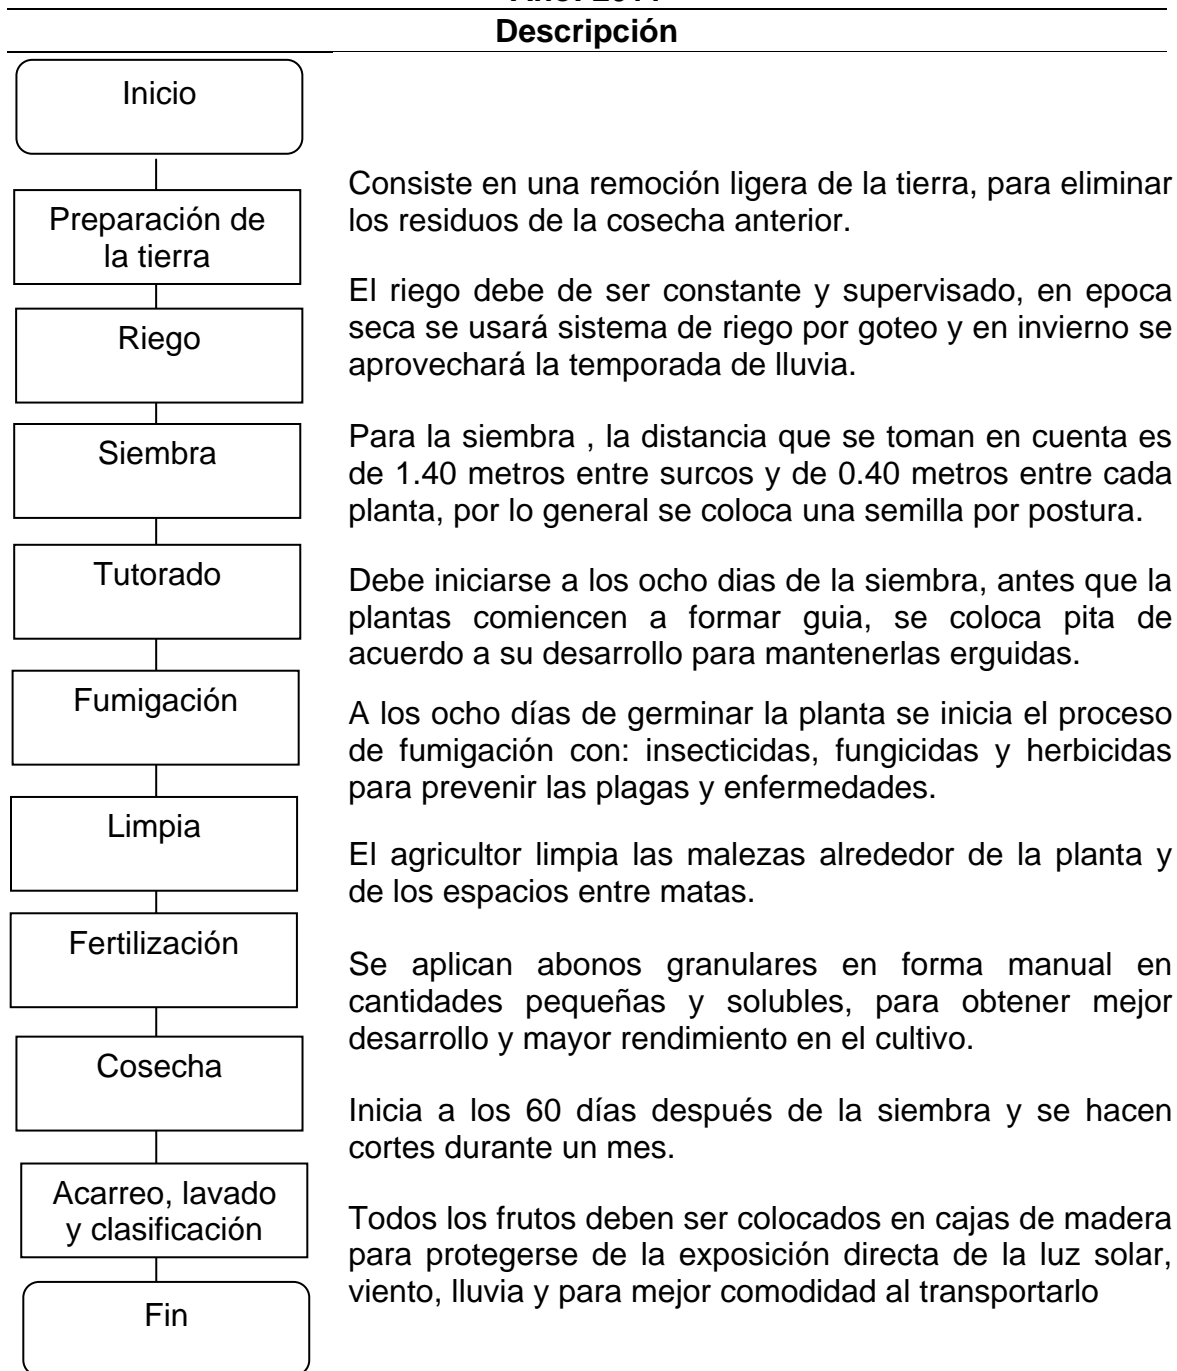 Descripción
Inicio
Preparación de
la tierra
Consiste en una remoción ligera de la tierra, para eliminar
los residuos de la cosecha anterior.
Riego
El riego debe de ser constante y supervisado, en epoca
seca se usará sistema de riego por goteo y en invierno se
aprovechará la temporada de lluvia.
Siembra
Para la siembra , la distancia que se toman en cuenta es
de 1.40 metros entre surcos y de 0.40 metros entre cada
planta, por lo general se coloca una semilla por postura.
Tutorado
Debe iniciarse a los ocho dias de la siembra, antes que la
plantas comiencen a formar guia, se coloca pita de
acuerdo a su desarrollo para mantenerlas erguidas.
Fumigación
A los ocho días de germinar la planta se inicia el proceso
de fumigación con: insecticidas, fungicidas y herbicidas
para prevenir las plagas y enfermedades.
Limpia
El agricultor limpia las malezas alrededor de la planta y
de los espacios entre matas.
Fertilización
Se aplican abonos granulares en forma manual en
cantidades pequeñas y solubles, para obtener mejor
desarrollo y mayor rendimiento en el cultivo.
Cosecha
Inicia a los 60 días después de la siembra y se hacen
cortes durante un mes.
Acarreo, lavado
y clasificación
Todos los frutos deben ser colocados en cajas de madera
para protegerse de la exposición directa de la luz solar,
viento, lluvia y para mejor comodidad al transportarlo
Fin